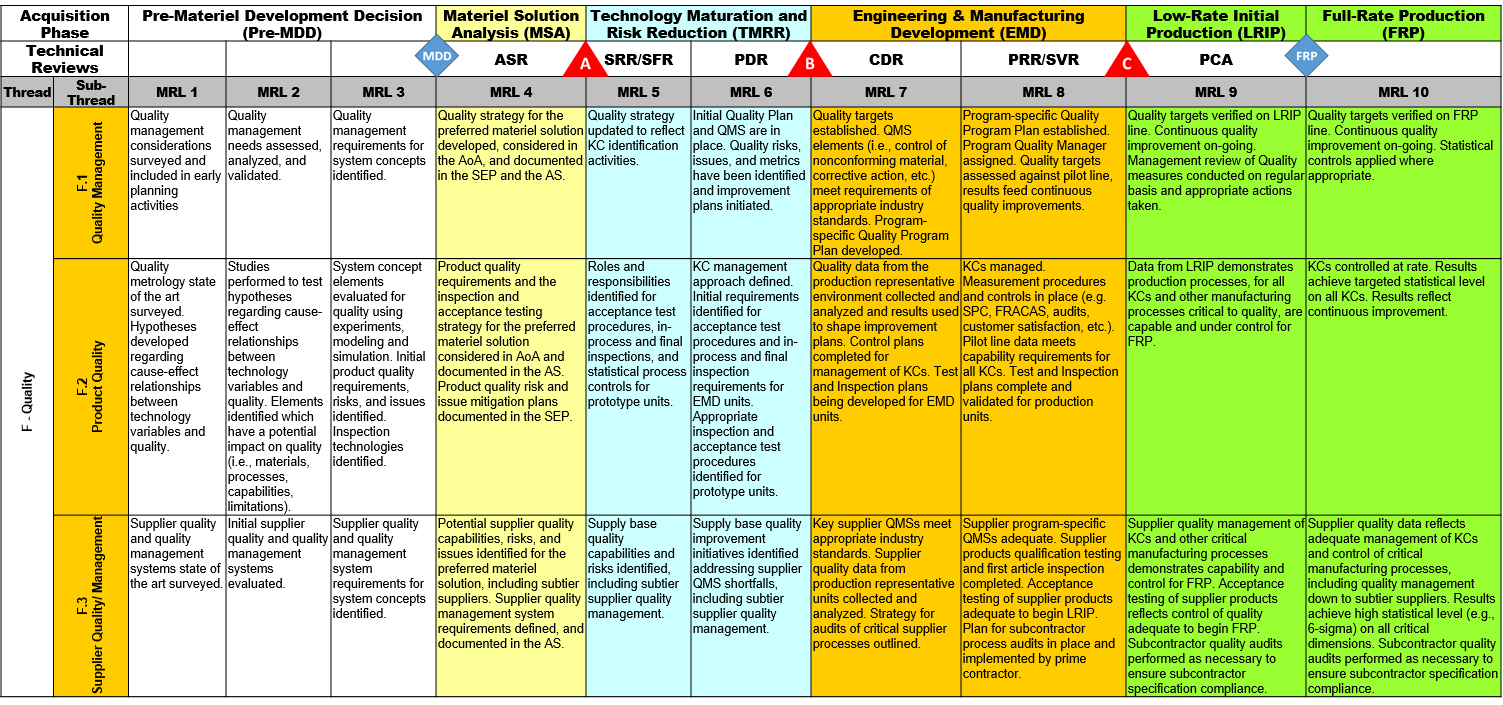 Acquisition
Phase
Pre-Materiel Development Decision
(Pre-MDD)
Materiel Solution
Analysis (MSA)
Technology Maturation and
Risk Reduction (TMRR)
Engineering & Manufacturing
Development (EMD)
Low-Rate Initial
Production (LRIP)
Full-Rate Production
(FRP)
Technical
Reviews
MDD
ASR
A
SRR/SFR
PDR
B
CDR
PRR/SVR
C
PCA
FRP
Thread
Sub-
Thread
MRL 1
MRL 2
MRL 3
MRL 4
MRL 5
MRL 6
MRL 7
MRL 8
MRL 9
MRL 10
F - Quality
F.1
Quality Management
Quality
management
considerations
surveyed and
included in early
planning
activities
Quality
management
needs assessed,
analyzed, and
validated.
Quality
management
requirements for
system concepts
identified.
Quality strategy for the
preferred materiel solution
developed, considered in
the AoA, and documented
in the SEP and the AS.
Quality strategy
updated to reflect
KC identification
activities.
Initial Quality Plan
and QMS are in
place. Quality risks,
issues, and metrics
have been identified
and improvement
plans initiated.
Quality targets
established. QMS
elements (i.e., control of
nonconforming material,
corrective action, etc.)
meet requirements of
appropriate industry
standards. Program-
specific Quality Program
Plan developed.
Program-specific Quality
Program Plan established.
Program Quality Manager
assigned. Quality targets
assessed against pilot line,
results feed continuous
quality improvements.
Quality targets verified on LRIP
line. Continuous quality
improvement on-going.
Management review of Quality
measures conducted on regular
basis and appropriate actions
taken.
Quality targets verified on FRP
line. Continuous quality
improvement on-going. Statistical
controls applied where
appropriate.
F.2
Product Quality
Quality
metrology state
of the art
surveyed.
Hypotheses
developed
regarding
cause-effect
relationships
between
technology
variables and
quality.
Studies
performed to test
hypotheses
regarding cause-
effect
relationships
between
technology
variables and
quality. Elements
identified which
have a potential
impact on quality
(i.e., materials,
processes,
capabilities,
limitations).
System concept
elements
evaluated for
quality using
experiments,
modeling and
simulation. Initial
product quality
requirements,
risks, and issues
identified.
Inspection
technologies
identified.
Product quality
requirements and the
inspection and
acceptance testing
strategy for the preferred
materiel solution
considered in AoA and
documented in the AS.
Product quality risk and
issue mitigation plans
documented in the SEP.
Roles and
responsibilities
identified for
acceptance test
procedures, in-
process and final
inspections, and
statistical process
controls for
prototype units.
KC management
approach defined.
Initial requirements
identified for
acceptance test
procedures and in-
process and final
inspection
requirements for
EMD units.
Appropriate
inspection and
acceptance test
procedures
identified for
prototype units.
Quality data from the
production representative
environment collected and
analyzed and results used
to shape improvement
plans. Control plans
completed for
management of KCs. Test
and Inspection plans
being developed for EMD
units.
KCs managed.
Measurement procedures
and controls in place (e.g.
SPC, FRACAS, audits,
customer satisfaction, etc.).
Pilot line data meets
capability requirements for
all KCs. Test and Inspection
plans complete and
validated for production
units.
Data from LRIP demonstrates
production processes, for all
KCs and other manufacturing
processes critical to quality, are
capable and under control for
FRP.
KCs controlled at rate. Results
achieve targeted statistical level
on all KCs. Results reflect
continuous improvement.
F.3
Supplier Quality/ Management
Supplier quality
and quality
management
systems state of
the art surveyed.
Initial supplier
quality and quality
management
systems
evaluated.
Supplier quality
and quality
management
system
requirements for
system concepts
identified.
Potential supplier quality
capabilities, risks, and
issues identified for the
preferred materiel
solution, including subtier
suppliers. Supplier quality
management system
requirements defined, and
documented in the AS.
Supply base
quality
capabilities and
risks identified,
including subtier
supplier quality
management.
Supply base quality
improvement
initiatives identified
addressing supplier
QMS shortfalls,
including subtier
supplier quality
management.
Key supplier QMSs meet
appropriate industry
standards. Supplier
quality data from
production representative
units collected and
analyzed. Strategy for
audits of critical supplier
processes outlined.
Supplier program-specific
QMSs adequate. Supplier
products qualification testing
and first article inspection
completed. Acceptance
testing of supplier products
adequate to begin LRIP.
Plan for subcontractor
process audits in place and
implemented by prime
contractor.
Supplier quality management of
KCs and other critical
manufacturing processes
demonstrates capability and
control for FRP. Acceptance
testing of supplier products
reflects control of quality
adequate to begin FRP.
Subcontractor quality audits
performed as necessary to
ensure subcontractor
specification compliance.
Supplier quality data reflects
adequate management of KCs
and control of critical
manufacturing processes,
including quality management
down to subtier suppliers. Results
achieve high statistical level (e.g.,
6-sigma) on all critical
dimensions. Subcontractor quality
audits performed as necessary to
ensure subcontractor specification
compliance.